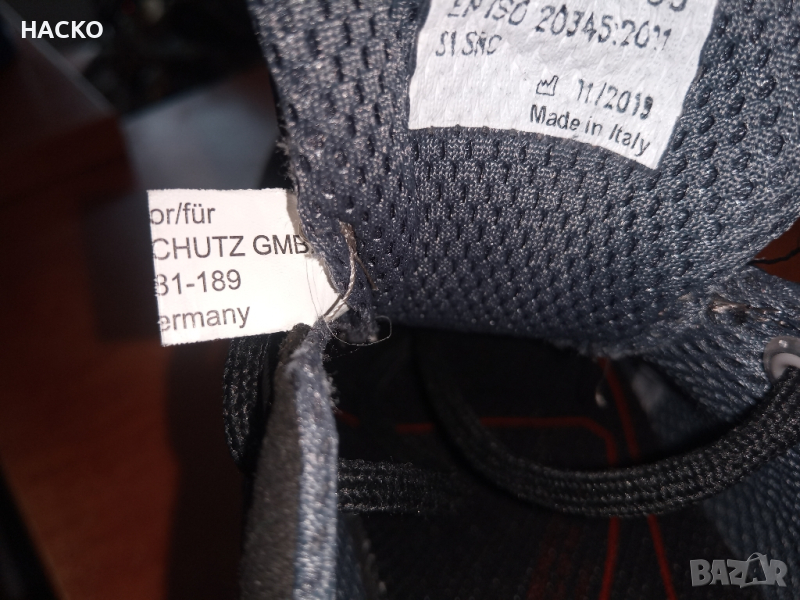 HACKO
EN ISO 20345:2011
S1 SRC
11/2019
Made in Italy
or/für
CHUTZ GMB
31-189
ermany
BAZAR